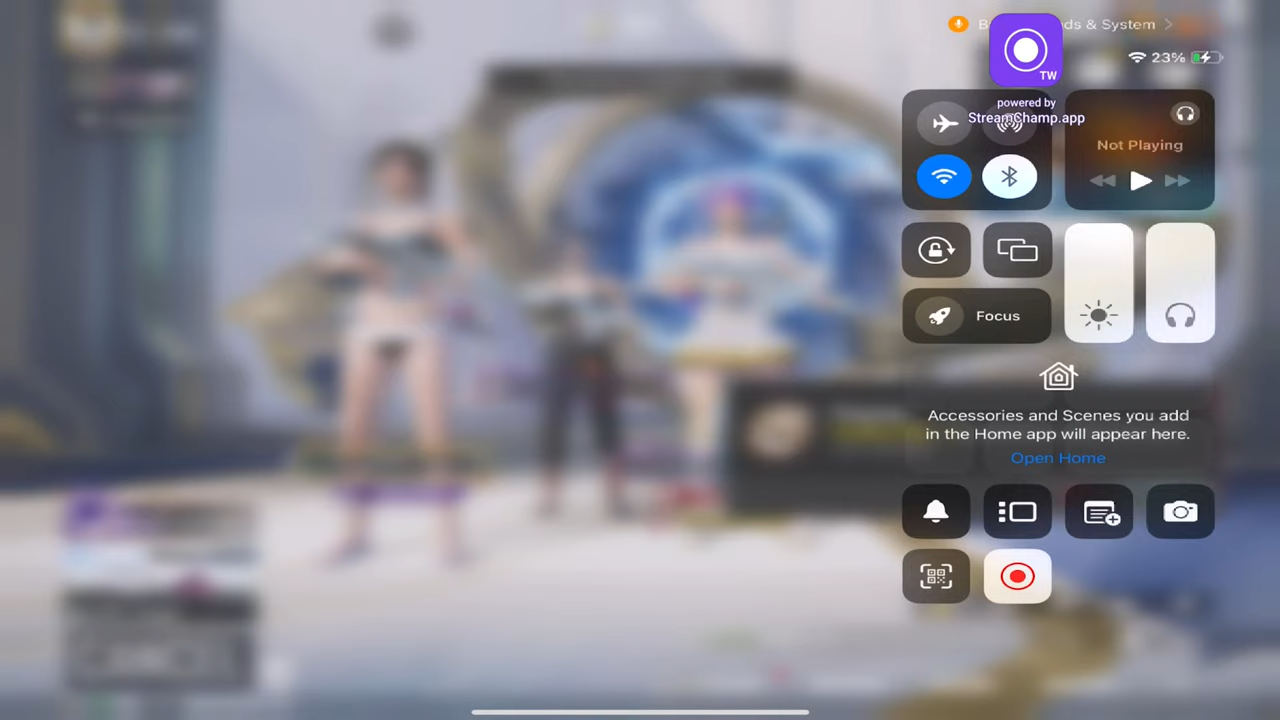 ds & System
23%
TW
powered by
StreamChamp.app
Not Playing
Focus
Accessories and Scenes you add
in the Home app will appear here.
Open Home